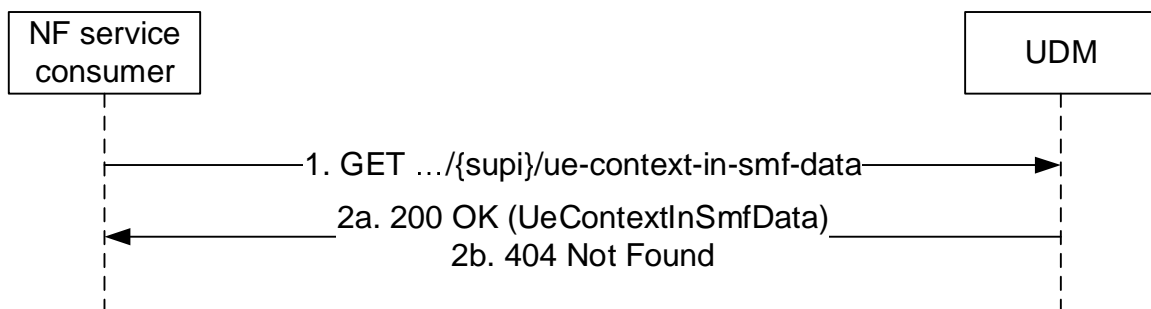 NF service
consumer
UDM
1. GET …/{supi}/ue-context-in-smf-data
2a. 200 OK (UeContextInSmfData)
2b. 404 Not Found